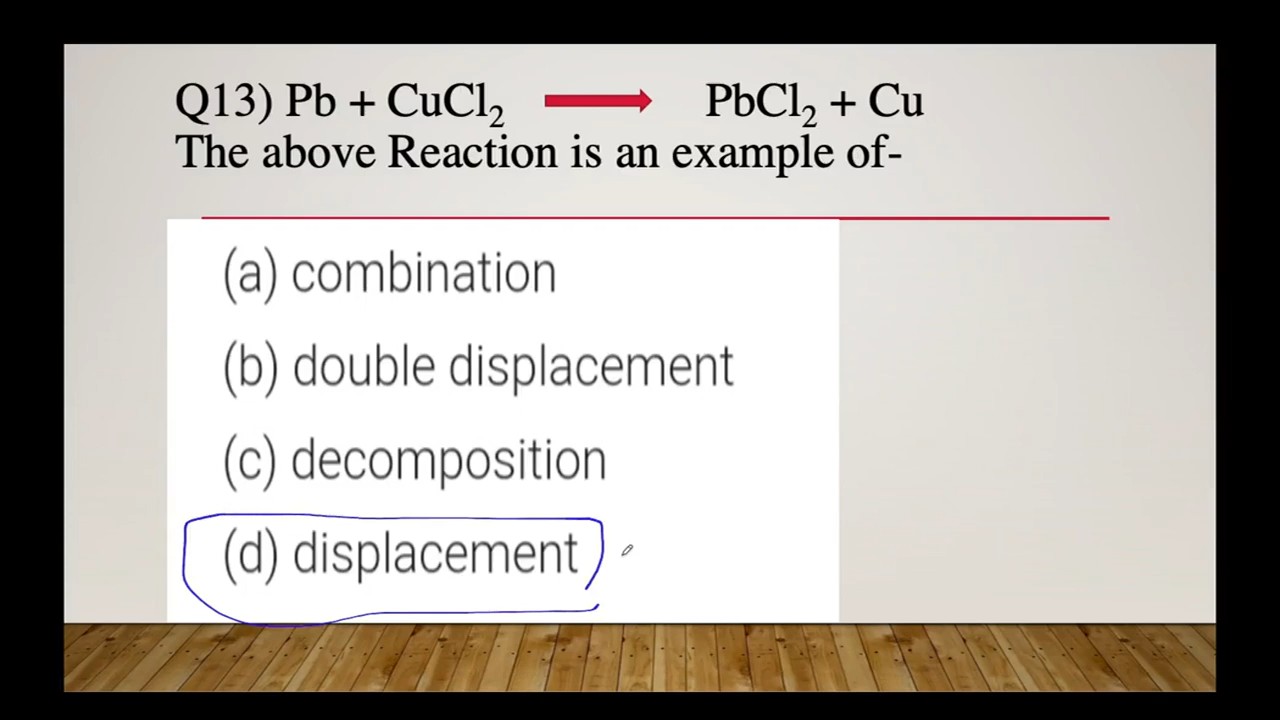 Q13) Pb + CuCl₂ → PbCl₂ + Cu
The above Reaction is an example of-
(a) combination
(b) double displacement
(c) decomposition
(d) displacement